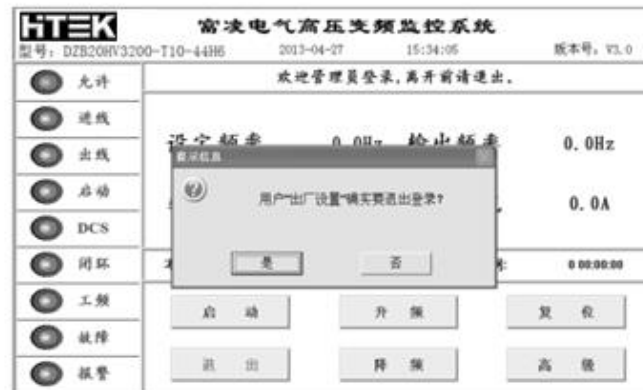 HTEK 富凌电气高压变频监控系统
型号: DZB20HV3200-T10-44H6 2013-04-27 15:34:05 版本号: V3.0
欢迎管理员登录,离开前请退出.
允许
进线
出线
启动
DCS
闭环
工频
故障
报警
设定频率 0.0Hz 输出频率 0.0Hz
提示信息
用户"出厂设置"确实要退出登录?
0.0A
是 否
0 00:00:00
启 动 升 频 复 位
退 出 降 频 高 级